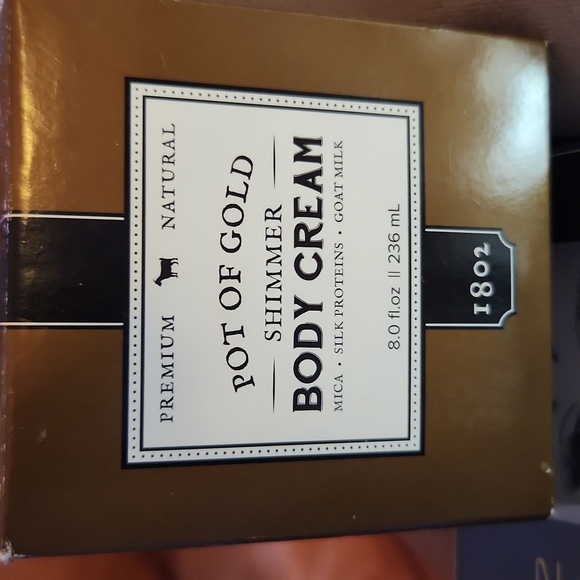 PREMIUM NATURAL
POT OF GOLD
SHIMMER
BODY CREAM
MICA • SILK PROTEINS • GOAT MILK
8.0 fl.oz || 236 mL
1802